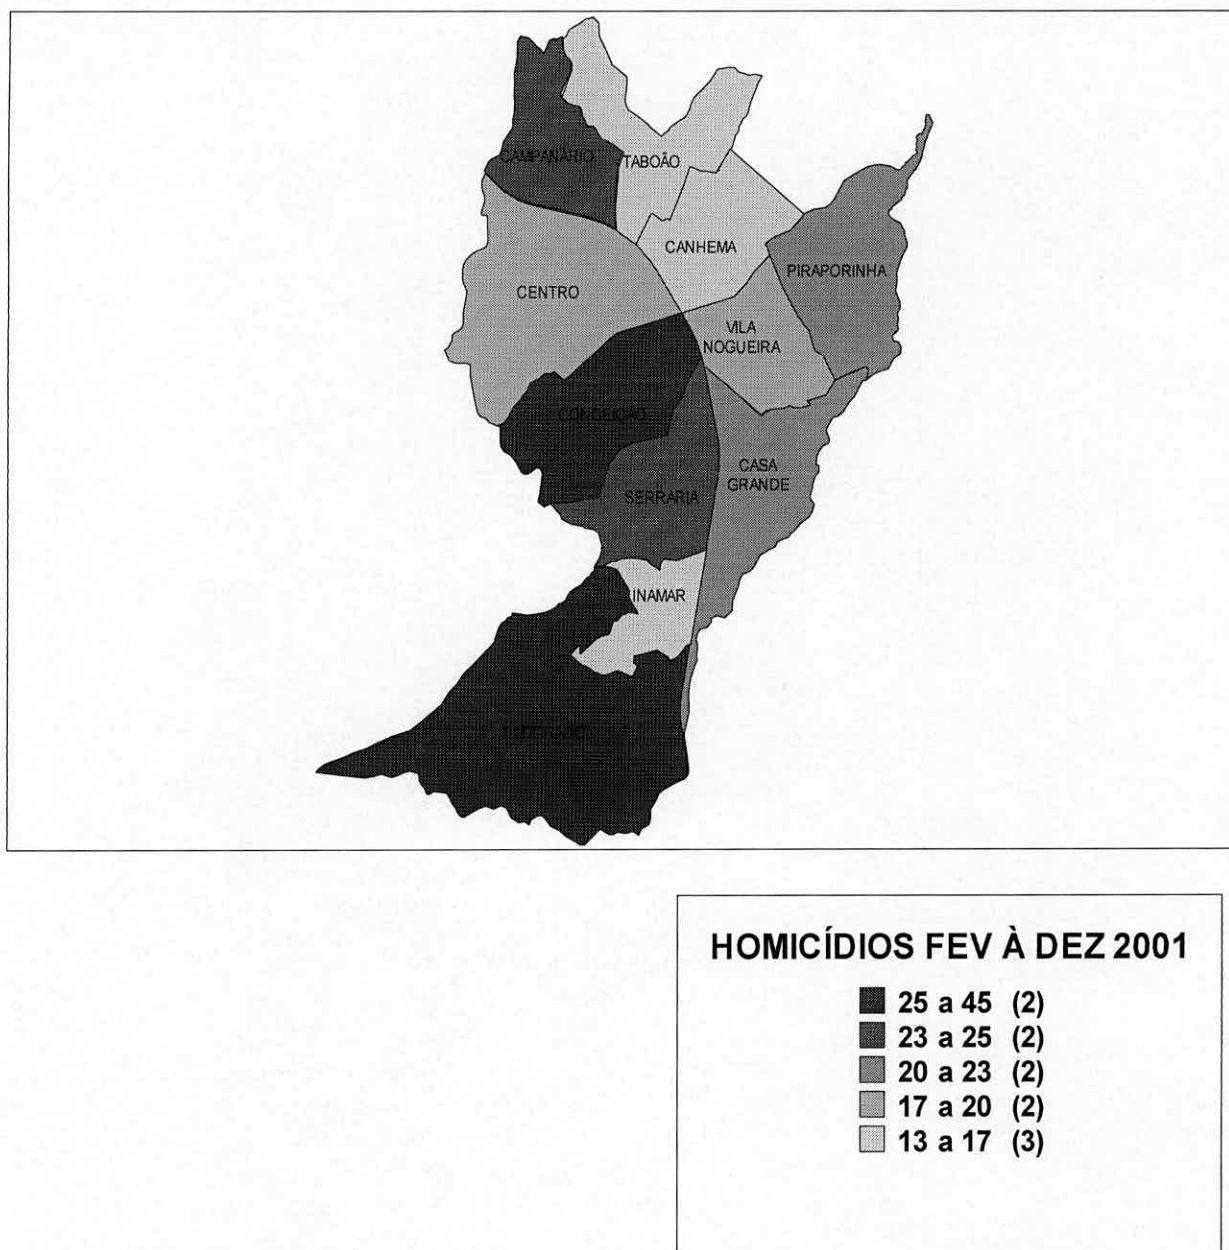 CAMPANÁRIO
TABOÃO
CANHEMA
PIRAPORINHA
CENTRO
VILA
NOGUEIRA
CONCEIÇÃO
CASA
GRANDE
SERRARIA
INAMAR
ELDORADO
HOMICÍDIOS FEV À DEZ 2001
25 a 45 (2)
23 a 25 (2)
20 a 23 (2)
17 a 20 (2)
13 a 17 (3)